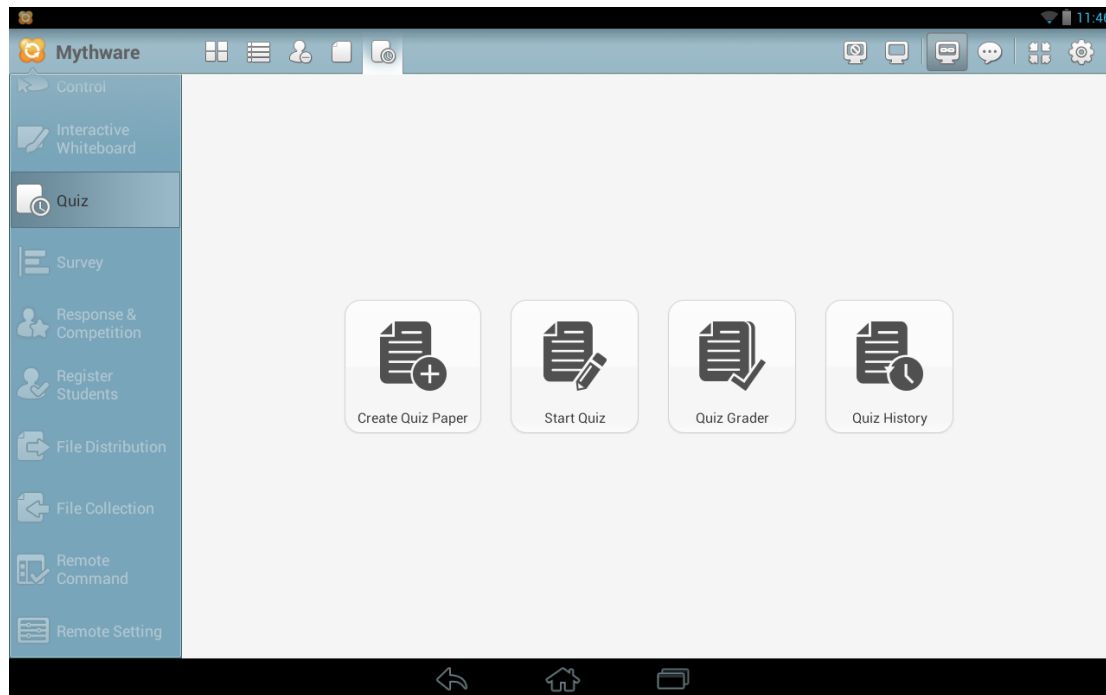 11:46
Mythware
Control
Interactive
Whiteboard
Quiz
Survey
Response &
Competition
Register
Students
File Distribution
File Collection
Remote
Command
Remote Setting
Create Quiz Paper
Start Quiz
Quiz Grader
Quiz History